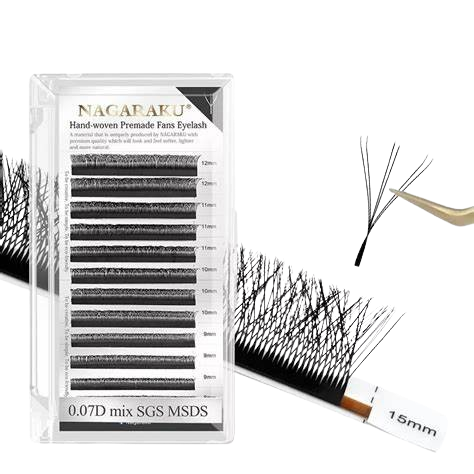 NAGARAKU®
Hand-woven Premade Fans Eyelash
A material that is uniquely produced by NAGARAKU with
premium quality which will look and feel softer, lighter
and more natural.
12mm
12mm
11mm
11mm
11mm
10mm
10mm
10mm
9mm
9mm
0.07D mix SGS MSDS
Nagaraku
15mm